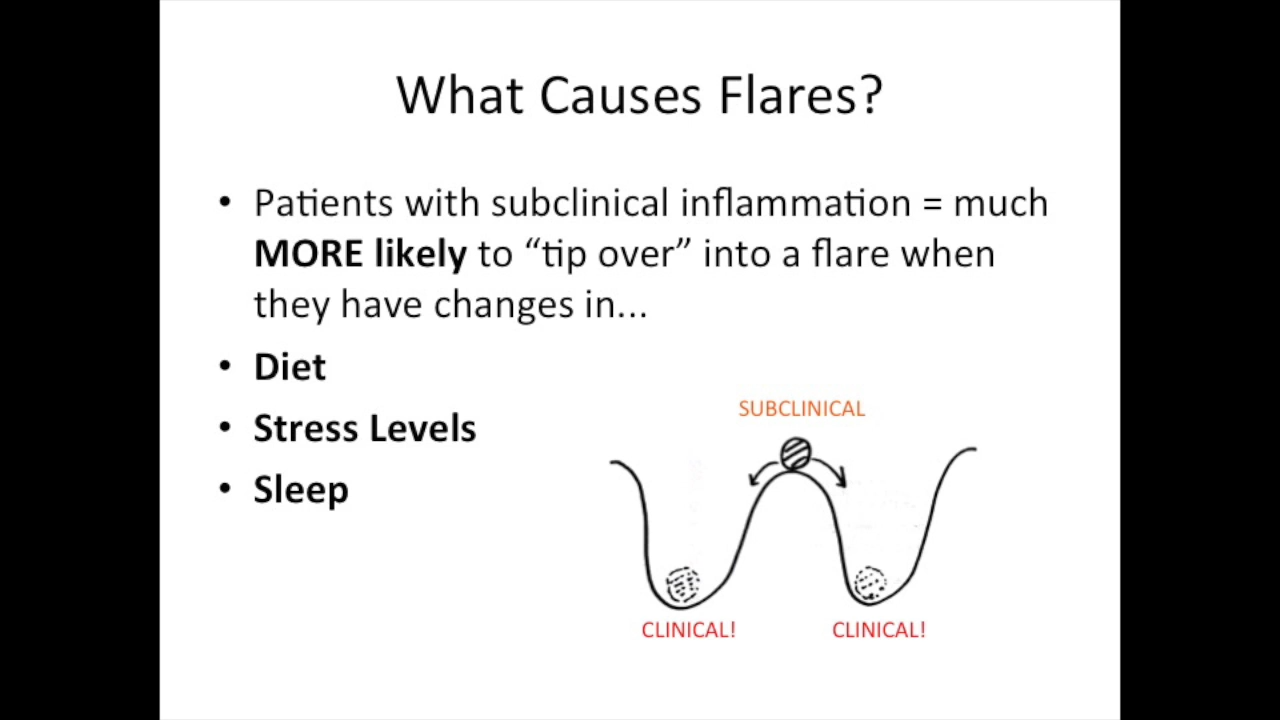 What Causes Flares?
• Patients with subclinical inflammation = much
MORE likely to “tip over” into a flare when
they have changes in...
• Diet
• Stress Levels
• Sleep
SUBCLINICAL
CLINICAL!
CLINICAL!